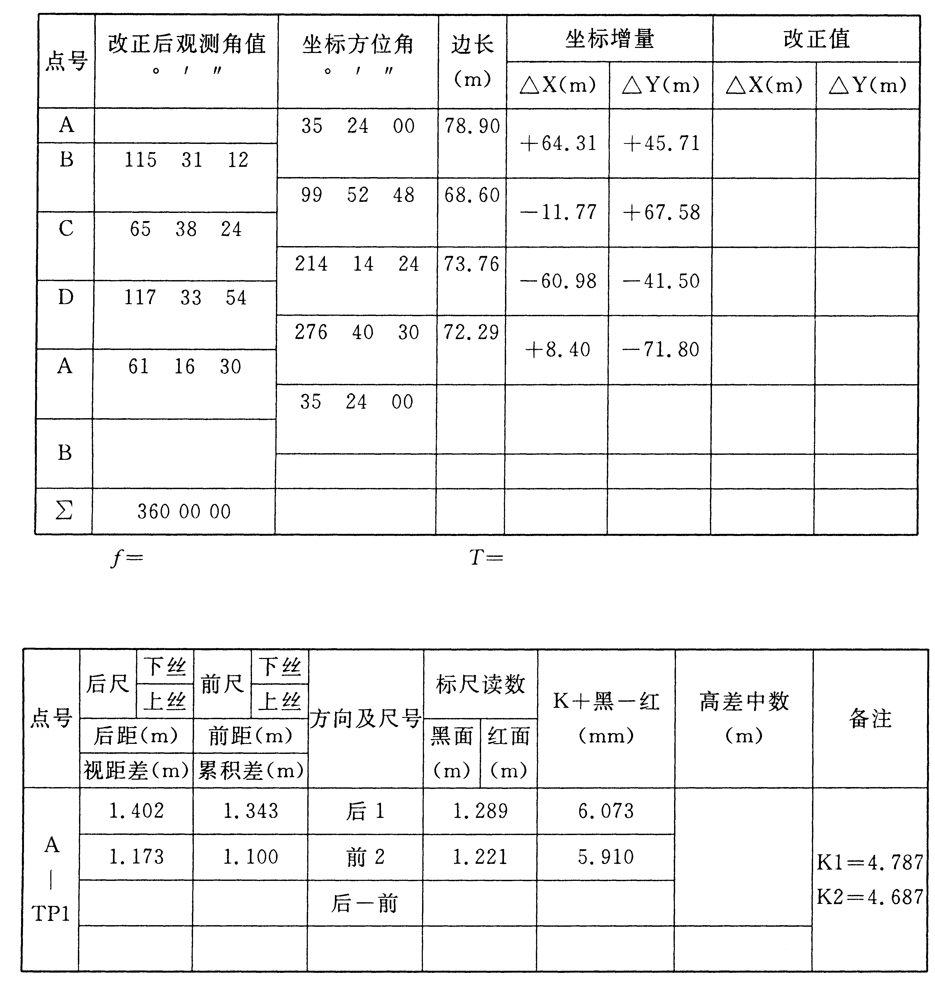 点号 改正后观测角值 ° ′ ″ 坐标方位角 ° ′ ″ 边长 (m) 坐标增量 改正值
△X(m) △Y(m) △X(m) △Y(m)
A 35 24 00 78.90 +64.31 +45.71
B 115 31 12
99 52 48 68.60 −11.77 +67.58
C 65 38 24
214 14 24 73.76 −60.98 −41.50
D 117 33 54
276 40 30 72.29 +8.40 −71.80
A 61 16 30
35 24 00
B
∑ 360 00 00
f= T=
点号 后尺 下丝 前尺 下丝 方向及尺号 标尺读数 K+黑−红 (mm) 高差中数 (m) 备注
上丝 上丝
后距(m) 前距(m) 黑面 (m) 红面 (m)
视距差(m) 累积差(m)
A | TP1 1.402 1.343 后1 1.289 6.073
1.173 1.100 前2 1.221 5.910
K1=4.787
后−前
K2=4.687